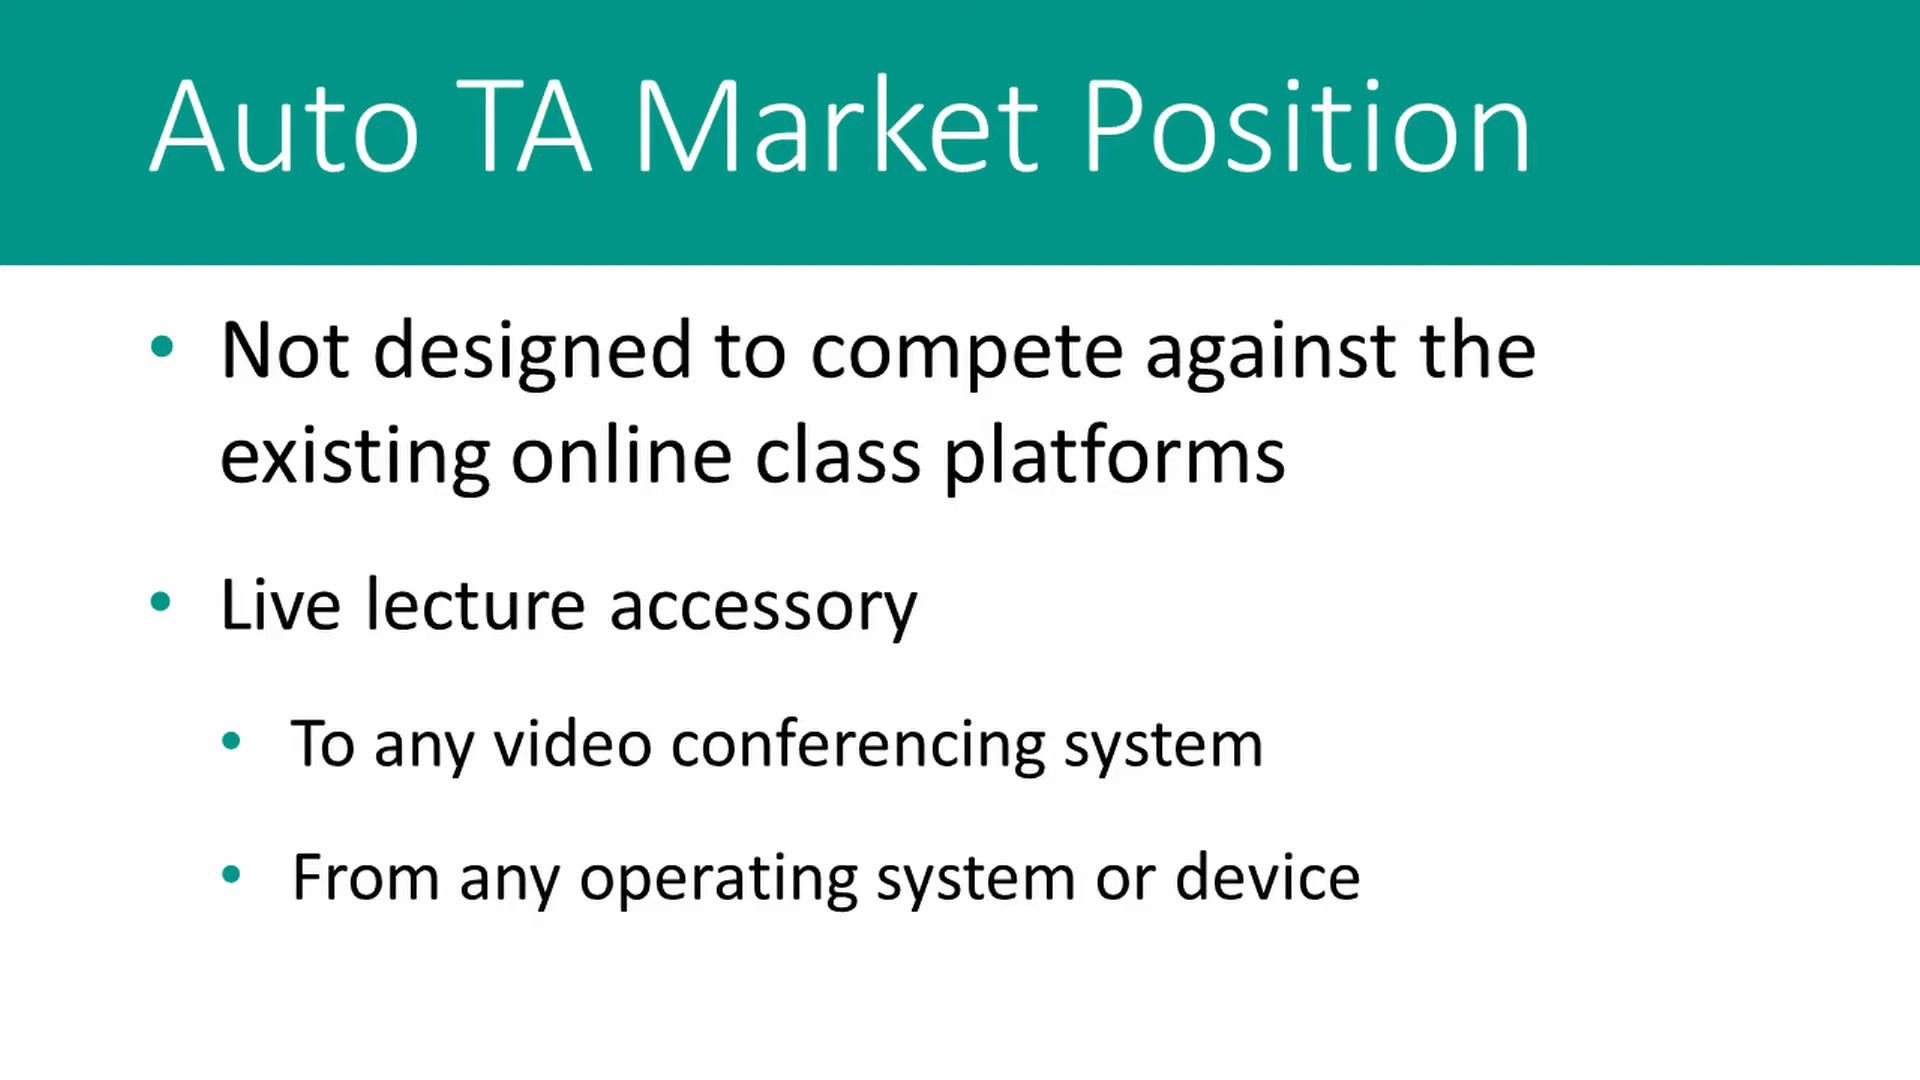 Auto TA Market Position
• Not designed to compete against the
existing online class platforms
• Live lecture accessory
• To any video conferencing system
• From any operating system or device